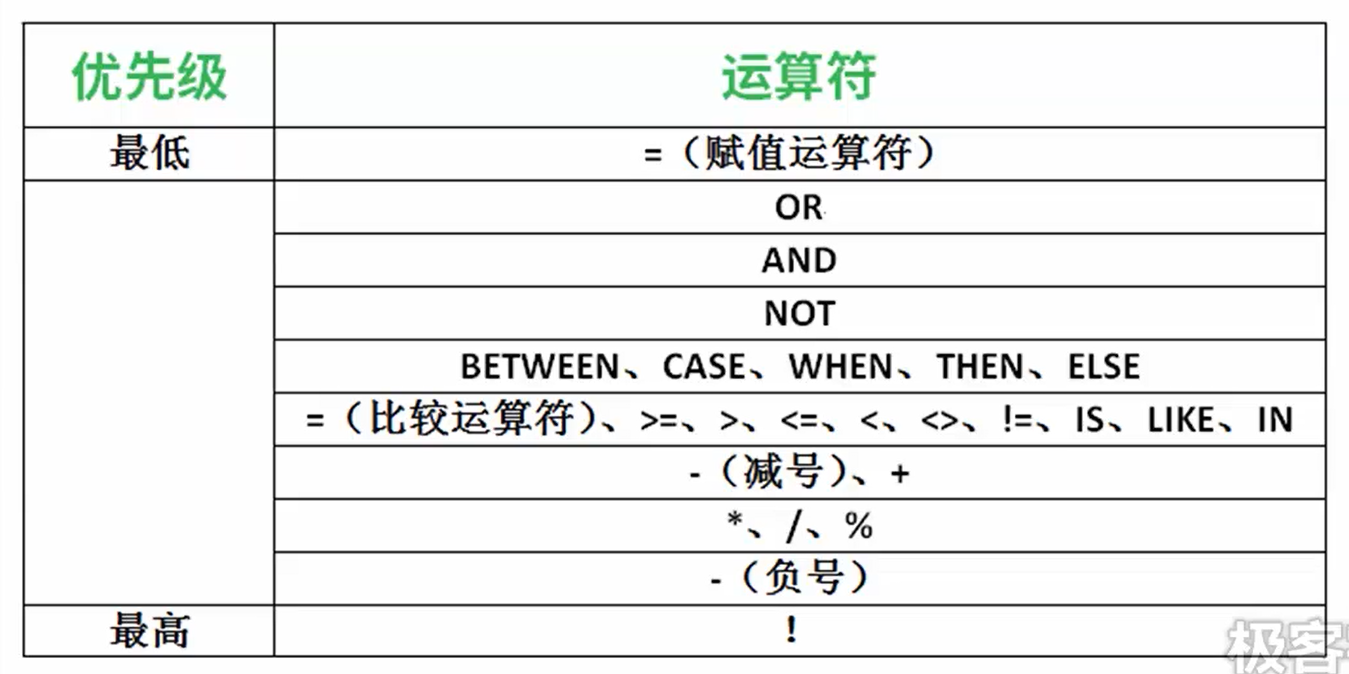 优先级 运算符
最低 =（赋值运算符）
OR
AND
NOT
BETWEEN、CASE、WHEN、THEN、ELSE
=（比较运算符）、>=、>、<=、<、<>、!=、IS、LIKE、IN
-（减号）、+
*、/、%
-（负号）
最高 !
极客